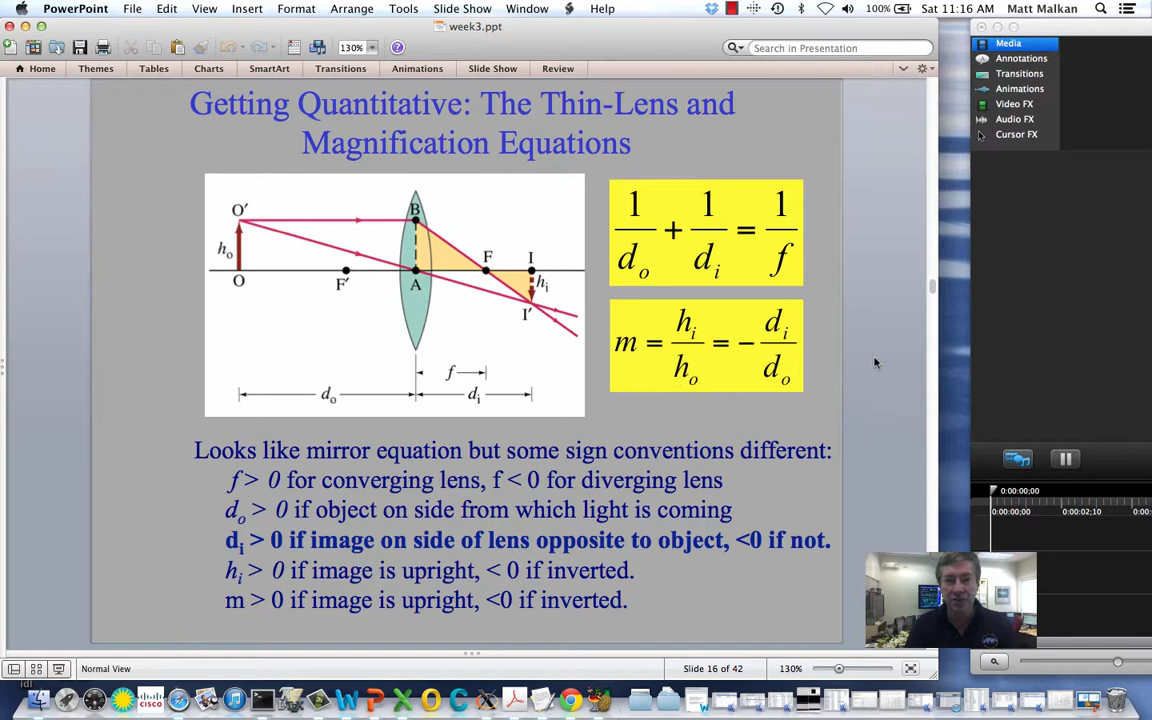 PowerPoint File Edit View Insert Format Arrange Tools Slide Show Window Help 100% Sat 11:16 AM Matt Malkan
week3.ppt
130% Search in Presentation
Home Themes Tables Charts SmartArt Transitions Animations Slide Show Review
Media
Annotations
Transitions
Animations
Video FX
Audio FX
Cursor FX
Getting Quantitative: The Thin-Lens and
Magnification Equations
O' B
h_o
F I
h_i
O F' A
I'
f
d_o d_i
1/d_o + 1/d_i = 1/f
m = h_i/h_o = − d_i/d_o
Looks like mirror equation but some sign conventions different:
f > 0 for converging lens, f < 0 for diverging lens
d_o > 0 if object on side from which light is coming
d_i > 0 if image on side of lens opposite to object, <0 if not.
h_i > 0 if image is upright, < 0 if inverted.
m > 0 if image is upright, <0 if inverted.
0:00:00;00
0:00:00;00 0:00:02;10 0:00
Normal View Slide 16 of 42 130%
idl
CISCO
W P X O C